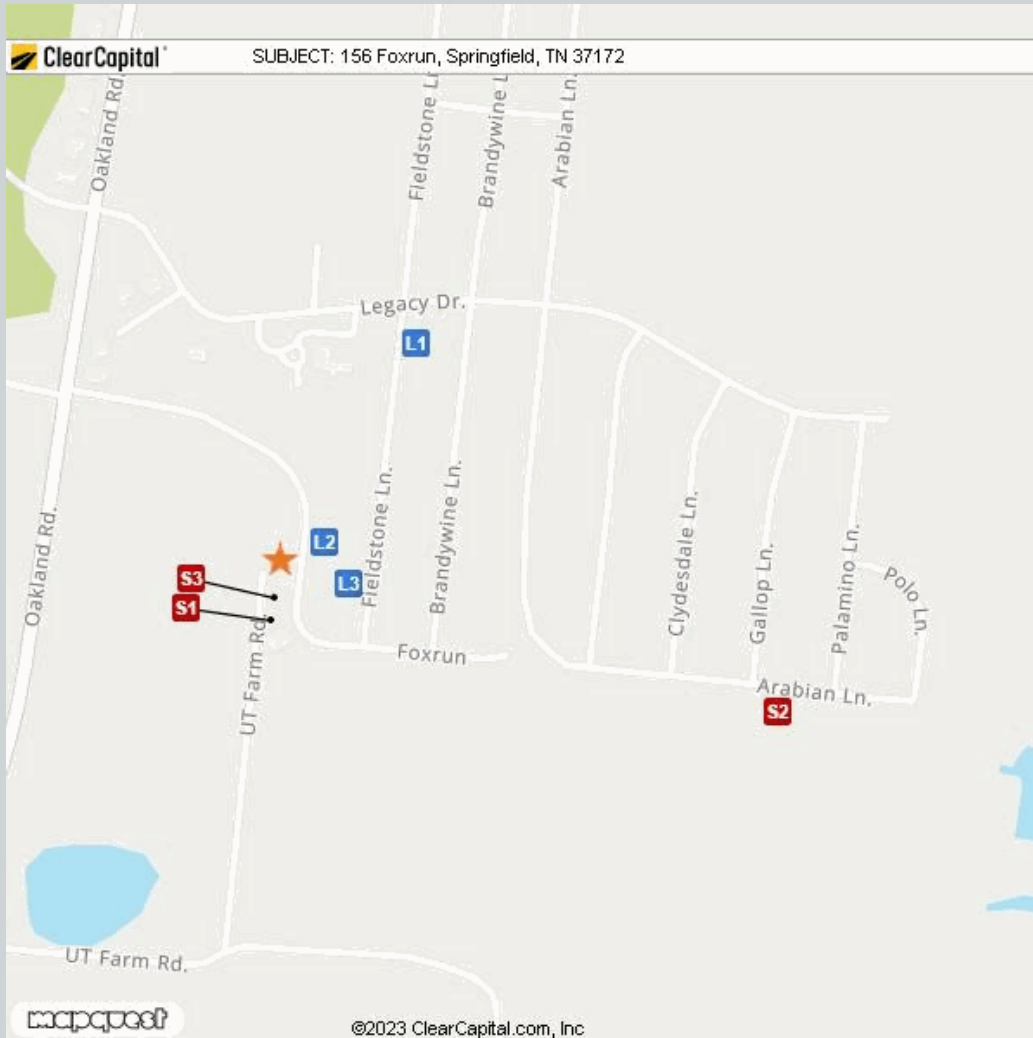 ClearCapital
SUBJECT: 156 Foxrun, Springfield, TN 37172
Oakland Rd.
Fieldstone Ln
Brandywine L
Arabian Ln.
Legacy Dr.
L1
Fieldstone Ln.
Brandywine Ln.
Oakland Rd.
L2
S3
L3
S1
Clydesdale Ln.
Gallop Ln.
Palamino Ln.
Polo Ln.
UT Farm Rd.
Foxrun
Arabian Ln.
S2
UT Farm Rd.
mapquest
©2023 ClearCapital.com, Inc